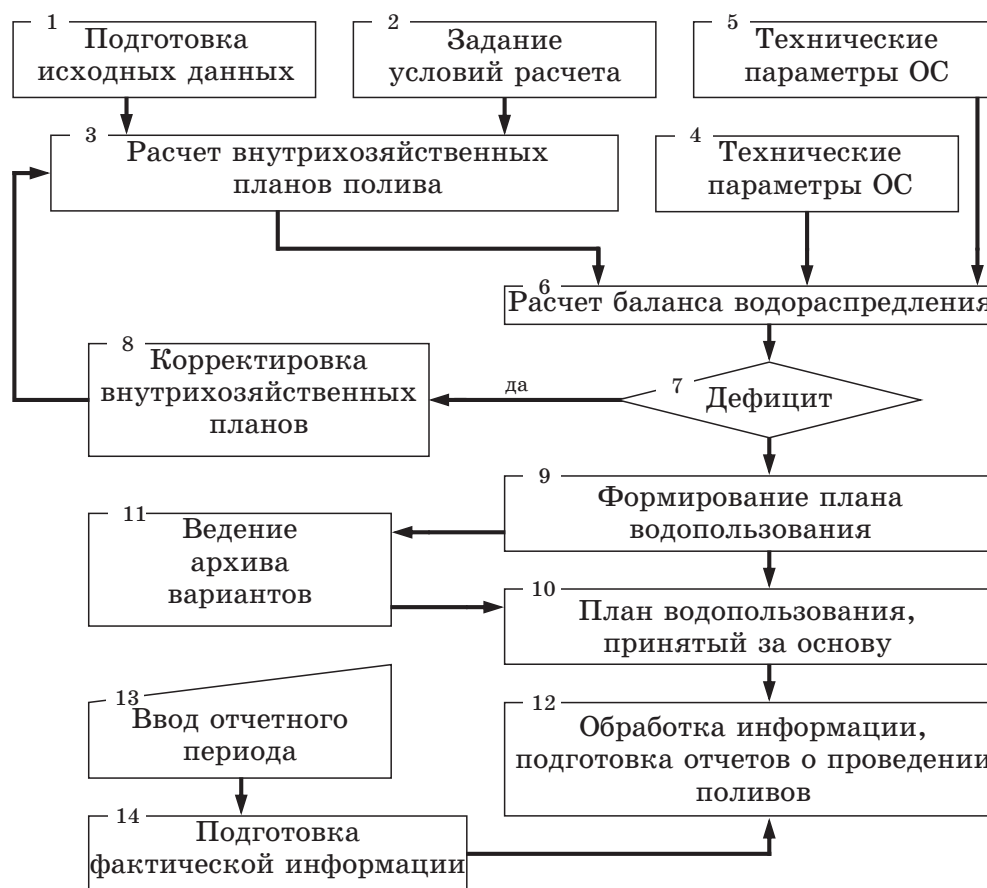 1
Подготовка
исходных данных
2
Задание
условий расчета
5
Технические
параметры ОС
3
Расчет внутрихозяйственных
планов полива
4
Технические
параметры ОС
6
Расчет баланса водораспредления
8
Корректировка
внутрихозяйственных
планов
да
7
Дефицит
9
Формирование плана
водопользования
11
Ведение
архива
вариантов
10
План водопользования,
принятый за основу
13
Ввод отчетного
периода
12
Обработка информации,
подготовка отчетов о проведении
поливов
14
Подготовка
фактической информации